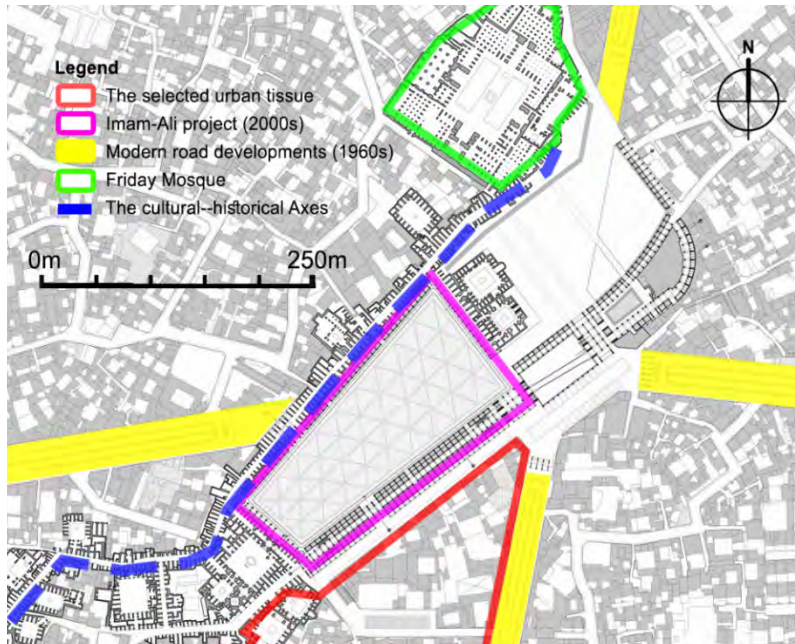 Legend
The selected urban tissue
Imam-Ali project (2000s)
Modern road developments (1960s)
Friday Mosque
The cultural--historical Axes
0m 250m
N